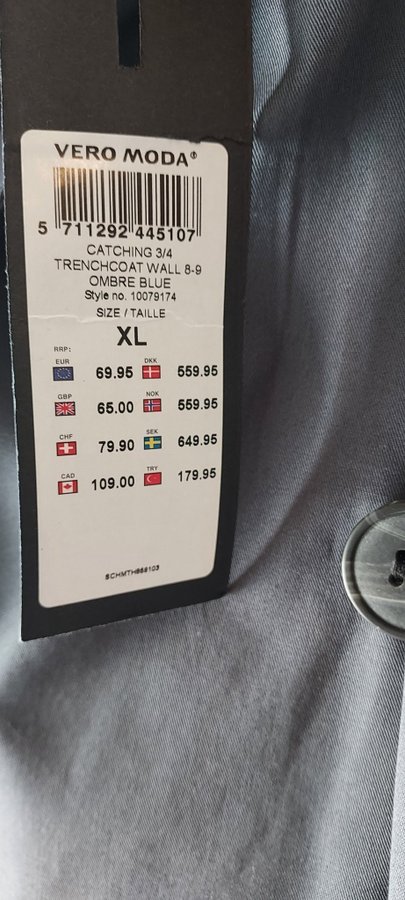 VERO MODA®
5 711292 445107
CATCHING 3/4
TRENCHCOAT WALL 8-9
OMBRE BLUE
Style no. 10079174
SIZE / TAILLE
XL
RRP:
EUR 69.95 DKK 559.95
GBP 65.00 NOK 559.95
CHF 79.90 SEK 649.95
CAD 109.00 TRY 179.95